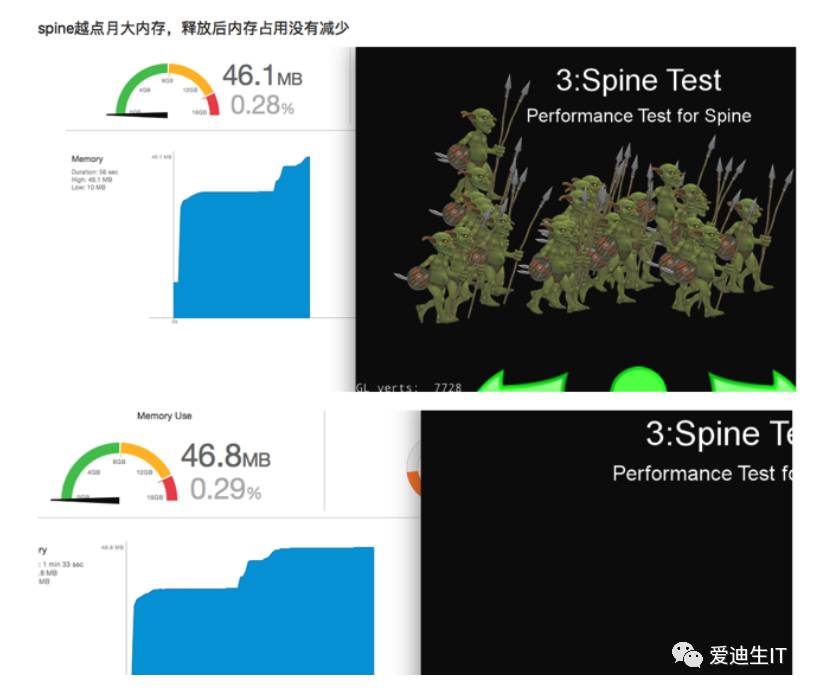 spine越点月大内存，释放后内存占用没有减少
46.1MB
0.28%
0GB
4GB
8GB
12GB
16GB
Memory
Duration: 56 sec
High: 46.1 MB
Low: 10 MB
46.1 MB
0s
3:Spine Test
Performance Test for Spine
GL verts: 7728
Memory Use
46.8MB
0.29%
0GB
4GB
8GB
12GB
16GB
ry
: 1 min 33 sec
.8 MB
MB
46.8 MB
3:Spine Te
Performance Test fo
爱迪生IT